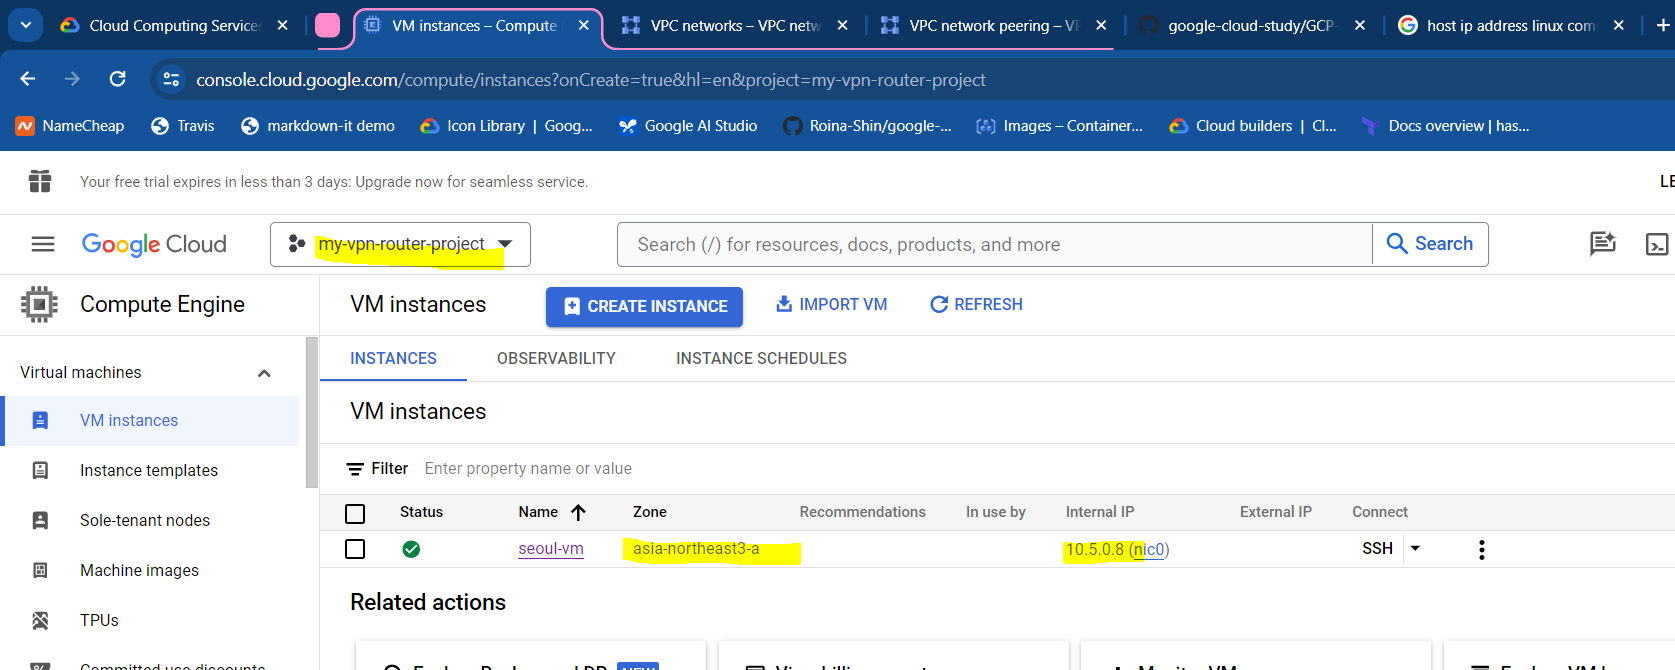 Cloud Computing Service
VM instances – Compute
VPC networks – VPC netw
VPC network peering – V
google-cloud-study/GCP-
host ip address linux com
console.cloud.google.com/compute/instances?onCreate=true&hl=en&project=my-vpn-router-project
NameCheap
Travis
markdown-it demo
Icon Library | Goog...
Google AI Studio
Roina-Shin/google-...
Images – Container...
Cloud builders | Cl...
Docs overview | has...
Your free trial expires in less than 3 days: Upgrade now for seamless service.
LE
Google Cloud
my-vpn-router-project
Search (/) for resources, docs, products, and more
Search
Compute Engine
VM instances
CREATE INSTANCE
IMPORT VM
REFRESH
Virtual machines
VM instances
Instance templates
Sole-tenant nodes
Machine images
TPUs
Committed use discounts
INSTANCES
OBSERVABILITY
INSTANCE SCHEDULES
VM instances
Filter Enter property name or value
Status Name Zone Recommendations In use by Internal IP External IP Connect
seoul-vm asia-northeast3-a 10.5.0.8 (nic0) SSH
Related actions
NEW